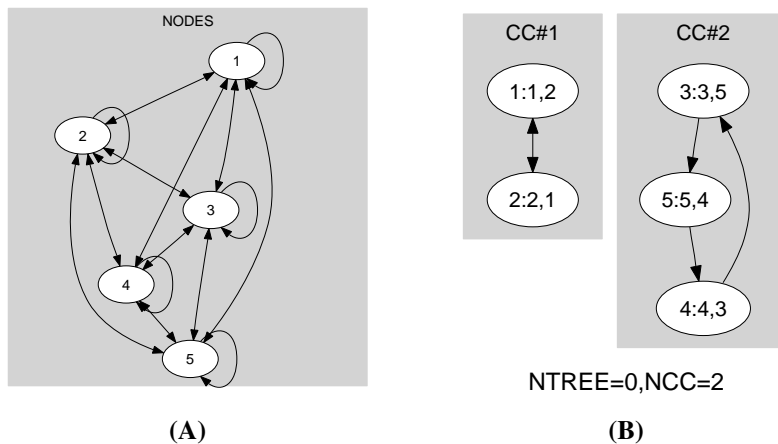 NODES
1
2
3
4
5
(A)
CC#1
1:1,2
2:2,1
CC#2
3:3,5
5:5,4
4:4,3
NTREE=0,NCC=2
(B)